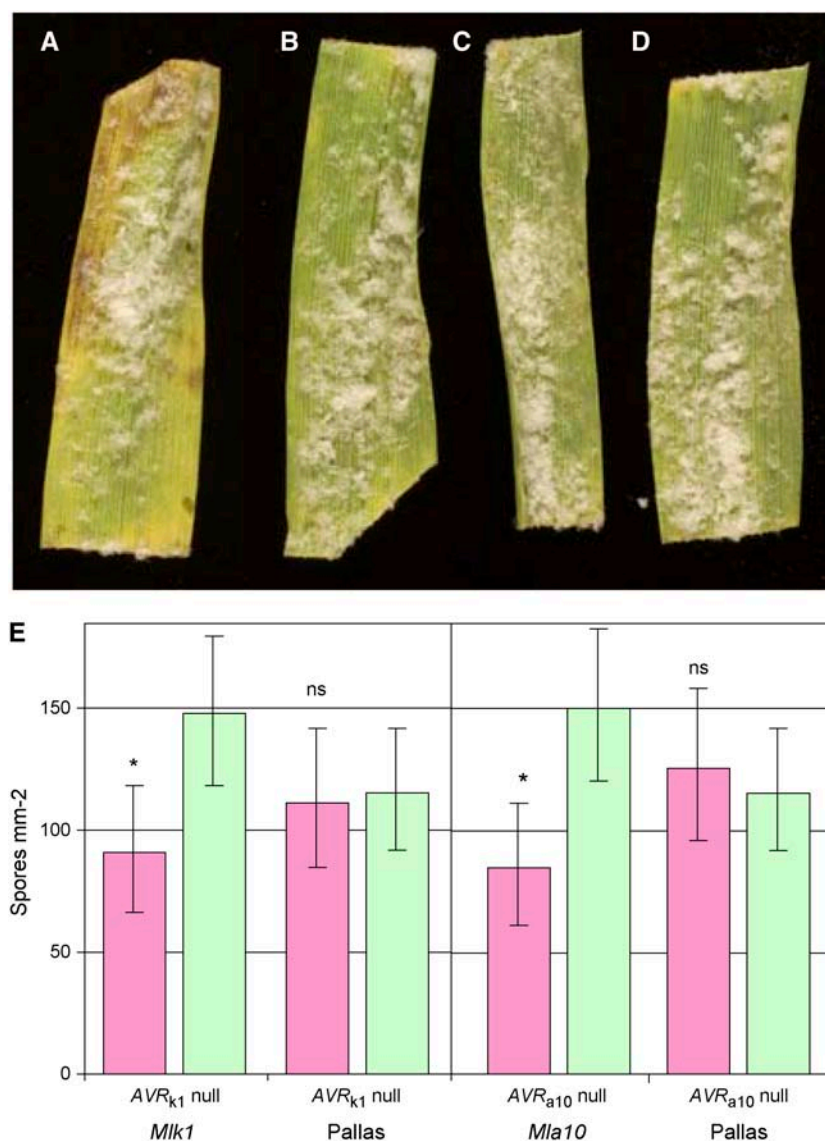 A B C D
E
Spores mm-2
150
100
50
0
* ns * ns
AVRk1 null AVRk1 null AVRa10 null AVRa10 null
Mlk1 Pallas Mla10 Pallas